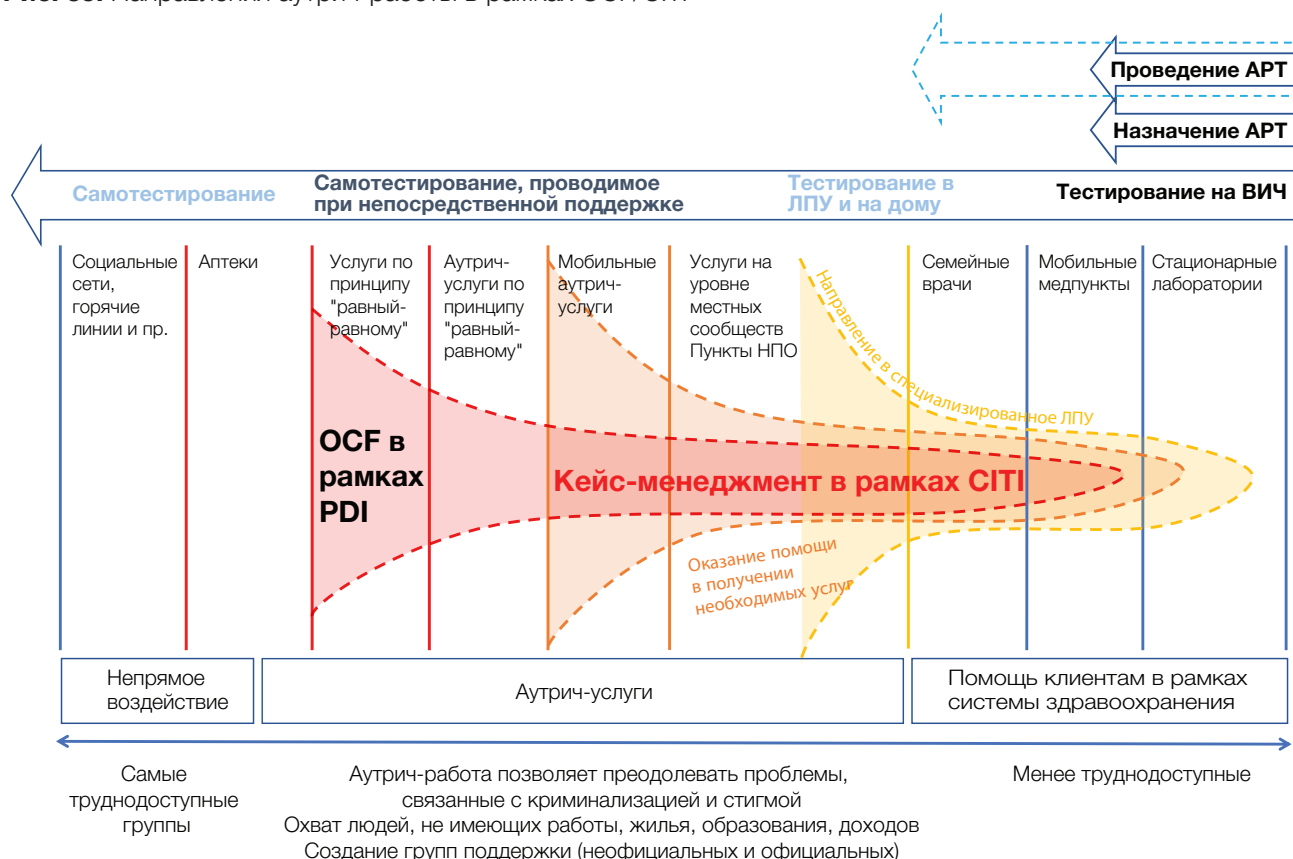 Проведение АРТ
Назначение АРТ
Самотестирование
Самотестирование, проводимое
при непосредственной поддержке
Тестирование в
ЛПУ и на дому
Тестирование на ВИЧ
Социальные
сети,
горячие
линии и пр.
Аптеки
Услуги по
принципу
"равный-
равному"
Аутрич-
услуги по
принципу
"равный-
равному"
Мобильные
аутрич-
услуги
Услуги на
уровне
местных
сообществ
Пункты НПО
Семейные
врачи
Мобильные
медпункты
Стационарные
лаборатории
Направление в специализированное ЛПУ
OCF в
рамках
PDI
Кейс-менеджмент в рамках CITI
Оказание помощи
в получении
необходимых услуг
Непрямое
воздействие
Аутрич-услуги
Помощь клиентам в рамках
системы здравоохранения
Самые
труднодоступные
группы
Аутрич-работа позволяет преодолевать проблемы,
связанные с криминализацией и стигмой
Охват людей, не имеющих работы, жилья, образования, доходов
Создание групп поддержки (неофициальных и официальных)
Менее труднодоступные